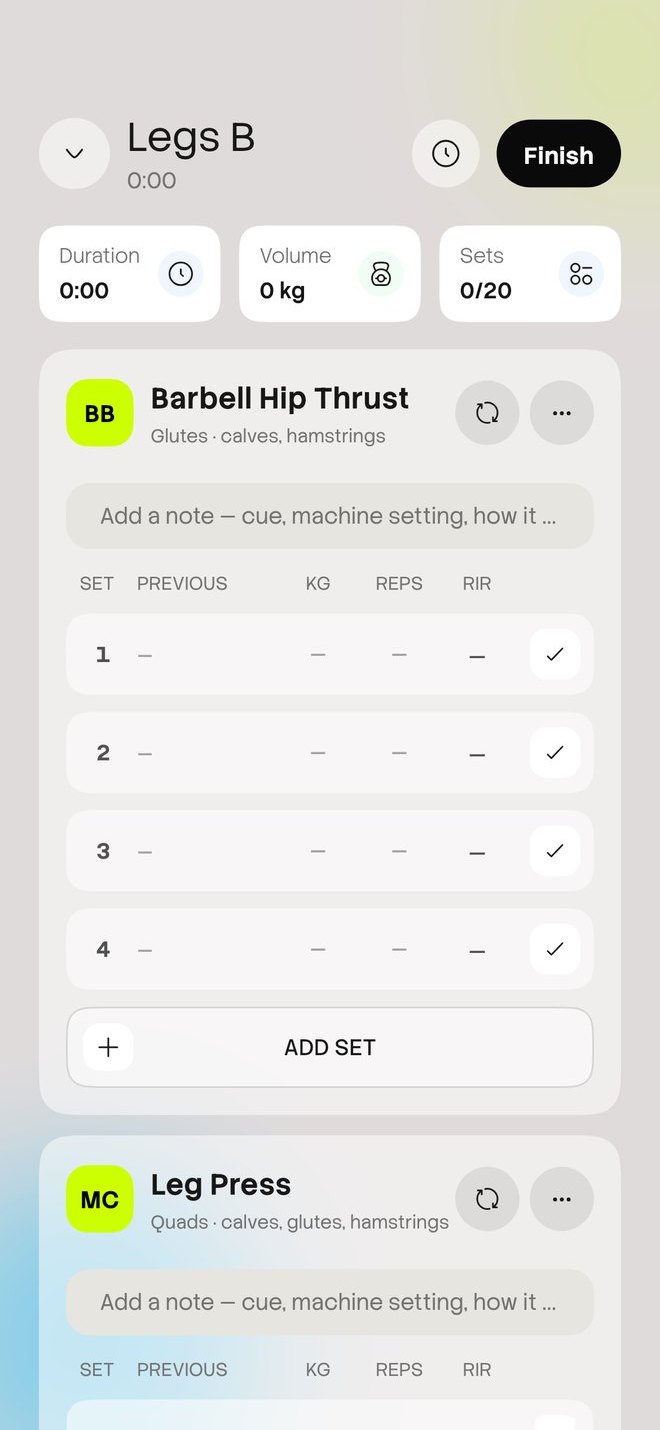 Legs B
0:00
Finish
Duration
0:00
Volume
0 kg
Sets
0/20
BB
Barbell Hip Thrust
Glutes · calves, hamstrings
Add a note — cue, machine setting, how it ...
SET PREVIOUS KG REPS RIR
1 — — — —
2 — — — —
3 — — — —
4 — — — —
ADD SET
MC
Leg Press
Quads · calves, glutes, hamstrings
Add a note — cue, machine setting, how it ...
SET PREVIOUS KG REPS RIR